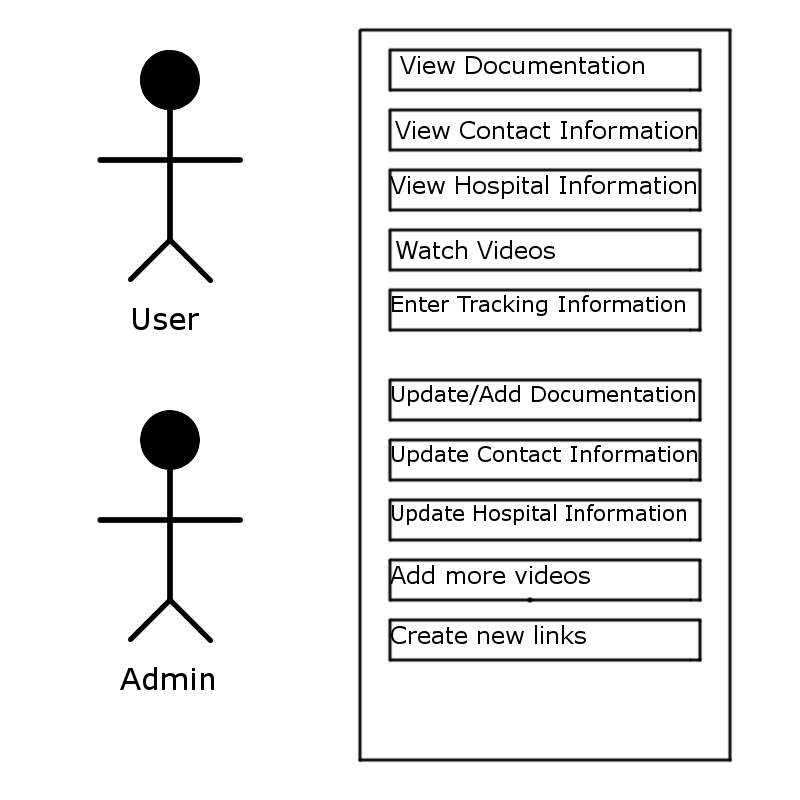 View Documentation
View Contact Information
View Hospital Information
Watch Videos
Enter Tracking Information
User
Update/Add Documentation
Update Contact Information
Update Hospital Information
Add more videos
Create new links
Admin